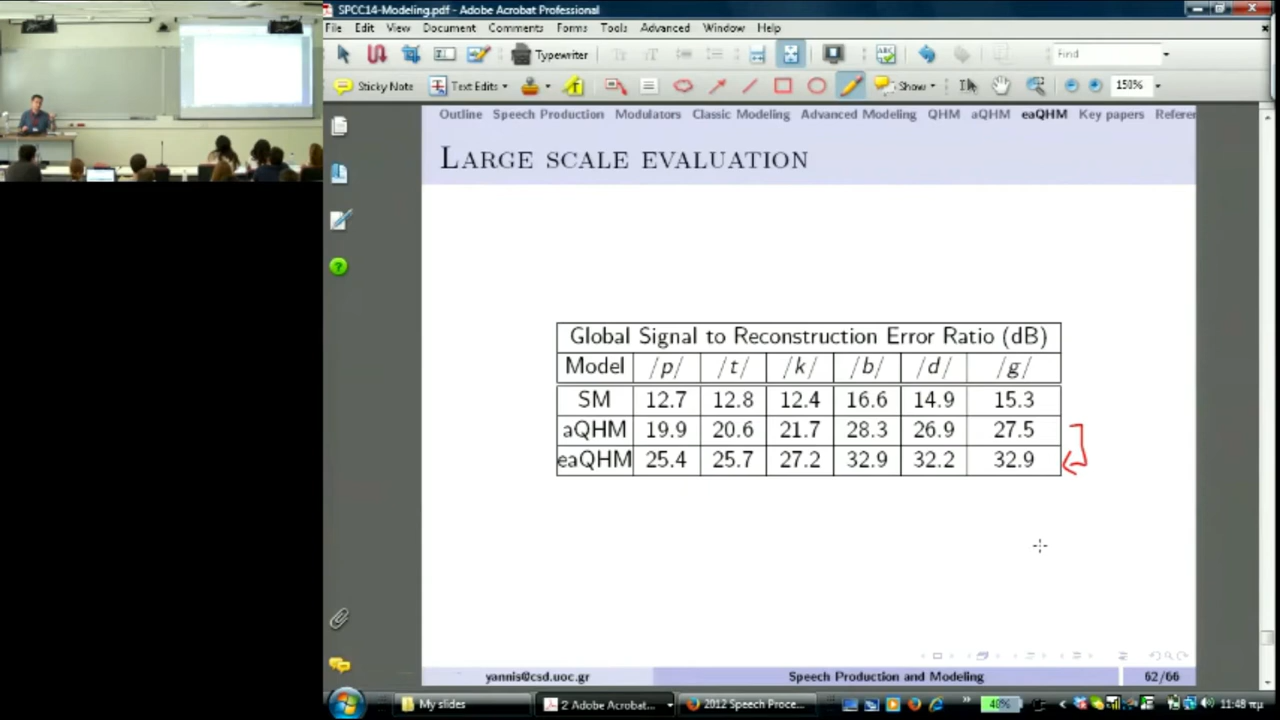 SPCC14-Modeling.pdf - Adobe Acrobat Professional
File Edit View Document Comments Forms Tools Advanced Window Help
Typewriter Find
Sticky Note Text Edits Show 150%
Outline Speech Production Modulators Classic Modeling Advanced Modeling QHM aQHM eaQHM Key papers Referen
LARGE SCALE EVALUATION
Global Signal to Reconstruction Error Ratio (dB)
Model /p/ /t/ /k/ /b/ /d/ /g/
SM 12.7 12.8 12.4 16.6 14.9 15.3
aQHM 19.9 20.6 21.7 28.3 26.9 27.5
eaQHM 25.4 25.7 27.2 32.9 32.2 32.9
yannis@csd.uoc.gr Speech Production and Modeling 62/66
My slides 2 Adobe Acrobat... 2012 Speech Proce... 48% 11:48 πμ